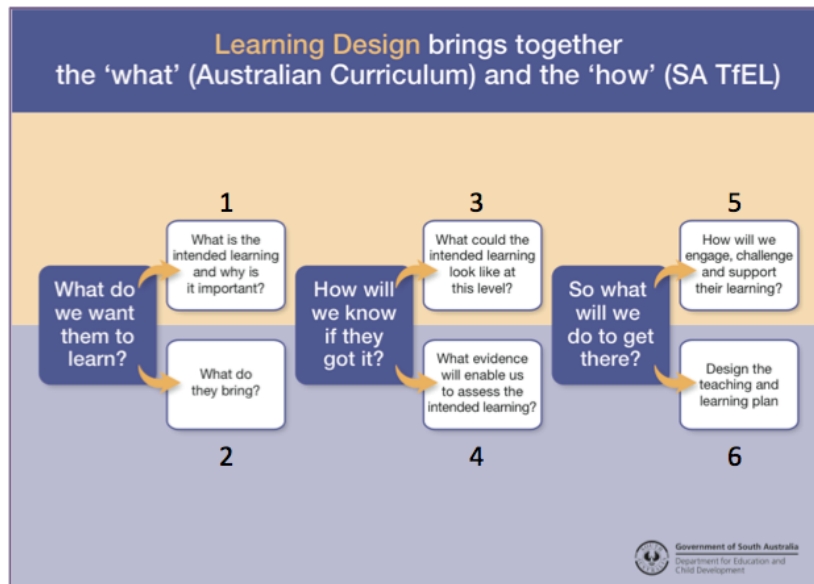 Learning Design brings together
the ‘what’ (Australian Curriculum) and the ‘how’ (SA TfEL)
What do
we want
them to
learn?
1
What is the
intended learning
and why is
it important?
What do
they bring?
2
How will
we know
if they
got it?
3
What could the
intended learning
look like at
this level?
What evidence
will enable us
to assess the
intended learning?
4
So what
will we
do to get
there?
5
How will we
engage, challenge
and support
their learning?
Design the
teaching and
learning plan
6
Government of South Australia
Department for Education and
Child Development